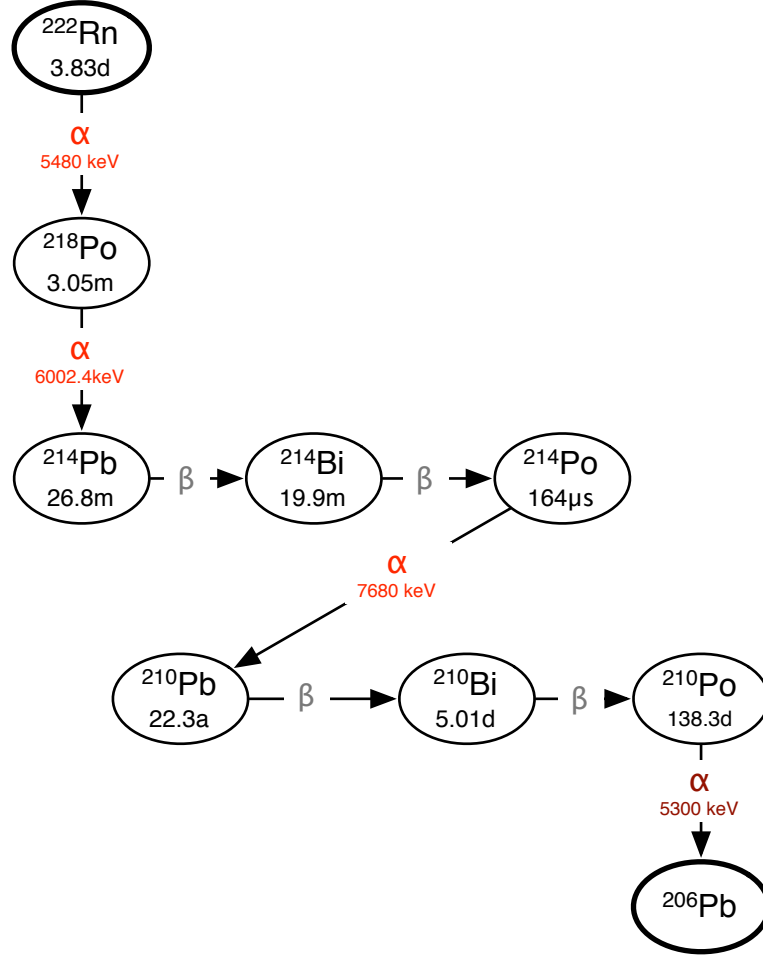 ²²²Rn
3.83d
α
5480 keV
²¹⁸Po
3.05m
α
6002.4keV
²¹⁴Pb
26.8m
β
²¹⁴Bi
19.9m
β
²¹⁴Po
164µs
α
7680 keV
²¹⁰Pb
22.3a
β
²¹⁰Bi
5.01d
β
²¹⁰Po
138.3d
α
5300 keV
²⁰⁶Pb